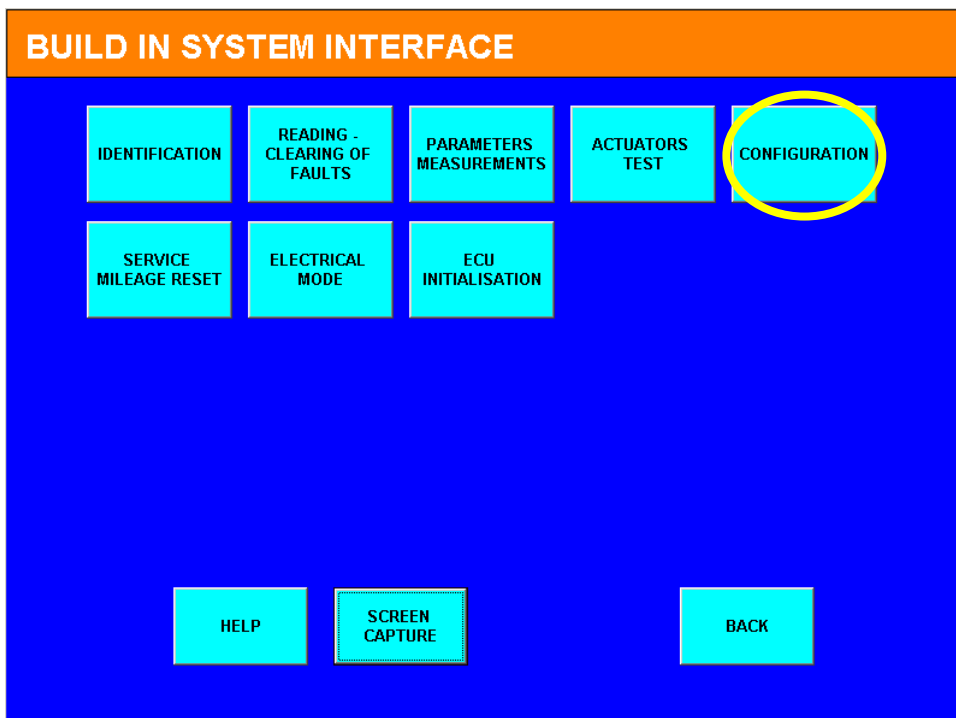 BUILD IN SYSTEM INTERFACE
IDENTIFICATION
READING -
CLEARING OF
FAULTS
PARAMETERS
MEASUREMENTS
ACTUATORS
TEST
CONFIGURATION
SERVICE
MILEAGE RESET
ELECTRICAL
MODE
ECU
INITIALISATION
HELP
SCREEN
CAPTURE
BACK